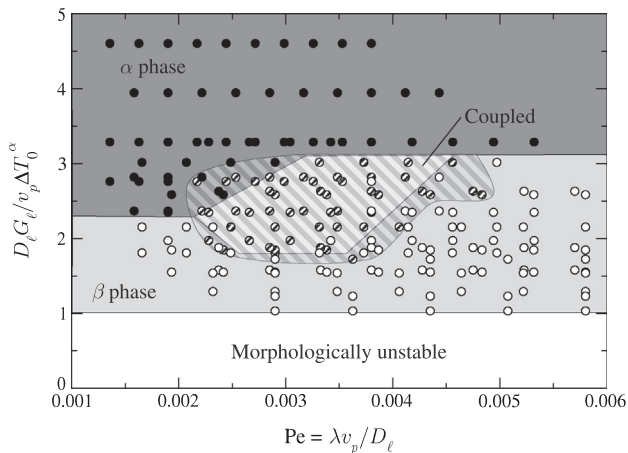 5
α phase
4
Coupled
3
D_ℓG_ℓ/v_pΔT_0^α
2
β phase
1
Morphologically unstable
0
0.001 0.002 0.003 0.004 0.005 0.006
Pe = λv_p/D_ℓ